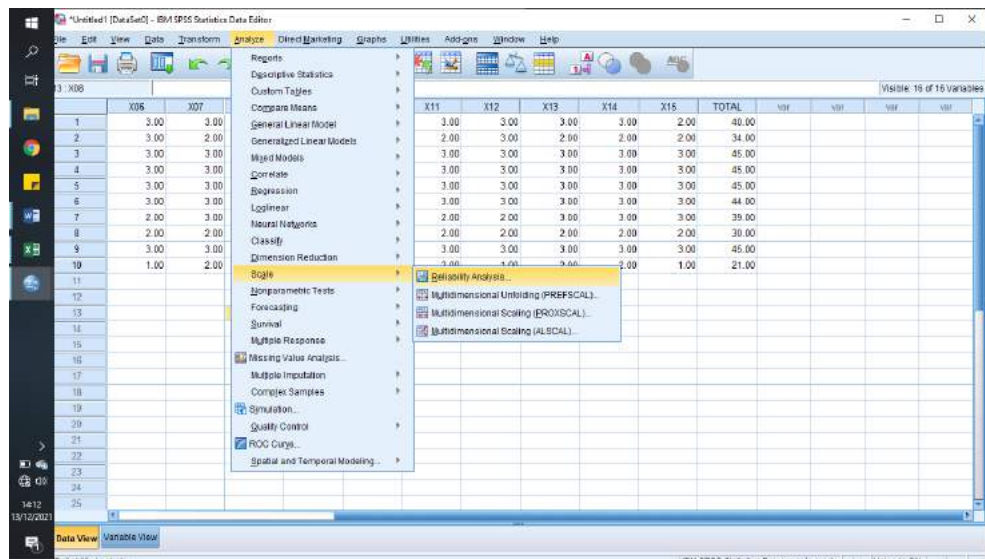 *Untitled1 [DataSet0] - IBM SPSS Statistics Data Editor
File Edit View Data Transform Analyze Direct Marketing Graphs Utilities Add-ons Window Help
13 : X08
Visible: 16 of 16 Variables
X06 X07 X11 X12 X13 X14 X15 TOTAL var var var var
1 3.00 3.00 3.00 3.00 3.00 3.00 2.00 40.00
2 3.00 2.00 2.00 3.00 2.00 2.00 2.00 34.00
3 3.00 3.00 3.00 3.00 3.00 3.00 3.00 45.00
4 3.00 3.00 3.00 3.00 3.00 3.00 3.00 45.00
5 3.00 3.00 3.00 3.00 3.00 3.00 3.00 45.00
6 3.00 3.00 3.00 3.00 3.00 3.00 3.00 44.00
7 2.00 3.00 2.00 2.00 3.00 3.00 3.00 39.00
8 2.00 2.00 2.00 2.00 2.00 2.00 2.00 30.00
9 3.00 3.00 3.00 3.00 3.00 3.00 3.00 45.00
10 1.00 2.00 2.00 1.00 2.00 2.00 1.00 21.00
11
12
13
14
15
16
17
18
19
20
21
22
23
24
25
Reports
Descriptive Statistics
Custom Tables
Compare Means
General Linear Model
Generalized Linear Models
Mixed Models
Correlate
Regression
Loglinear
Neural Networks
Classify
Dimension Reduction
Scale
Nonparametric Tests
Forecasting
Survival
Multiple Response
Missing Value Analysis...
Multiple Imputation
Complex Samples
Simulation...
Quality Control
ROC Curve...
Spatial and Temporal Modeling...
Reliability Analysis...
Multidimensional Unfolding (PREFSCAL)...
Multidimensional Scaling (PROXSCAL)...
Multidimensional Scaling (ALSCAL)...
Data View Variable View
14:12
13/12/2021